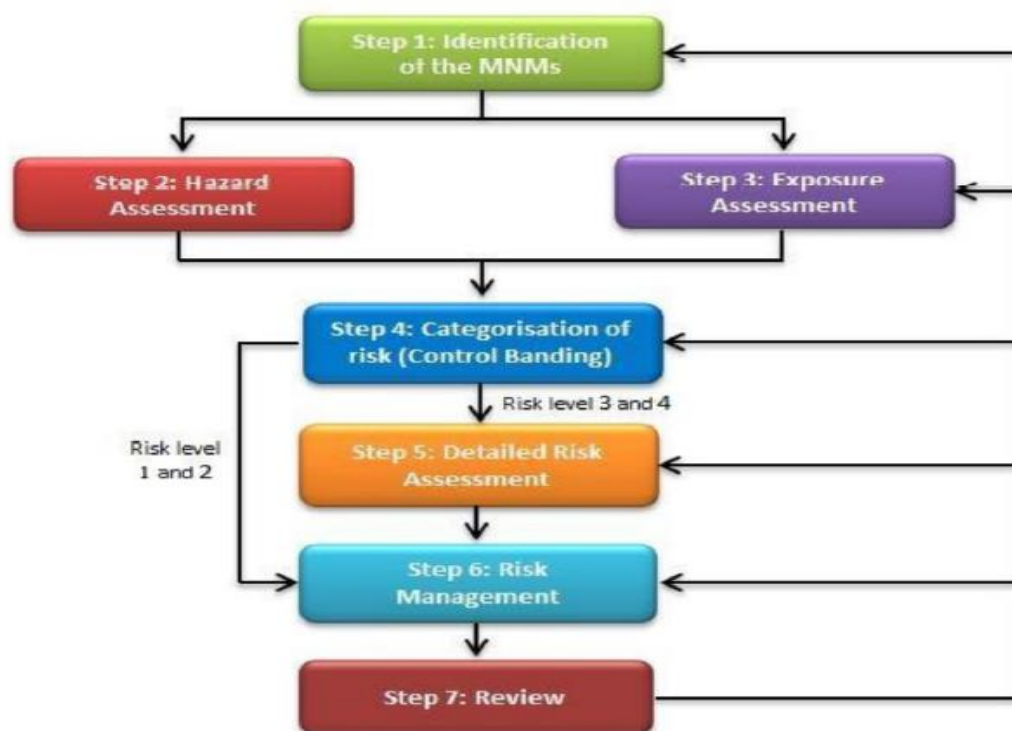 Step 1: Identification
of the MNMs
Step 2: Hazard
Assessment
Step 3: Exposure
Assessment
Step 4: Categorisation of
risk (Control Banding)
Risk level 3 and 4
Risk level
1 and 2
Step 5: Detailed Risk
Assessment
Step 6: Risk
Management
Step 7: Review